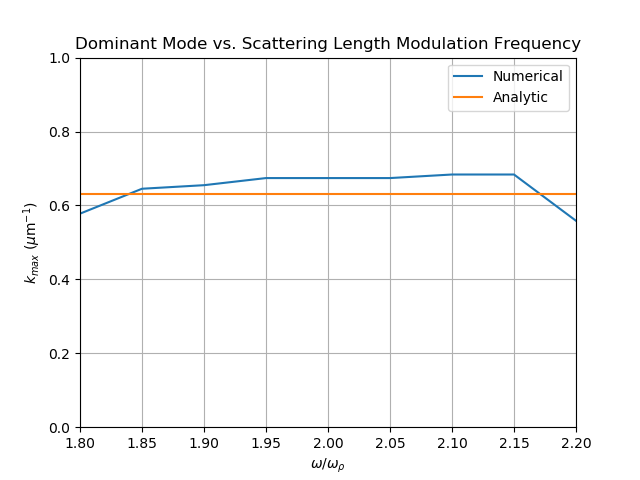 Dominant Mode vs. Scattering Length Modulation Frequency
1.0
0.8
0.6
0.4
0.2
0.0
k_max (μm⁻¹)
Numerical
Analytic
1.80 1.85 1.90 1.95 2.00 2.05 2.10 2.15 2.20
ω/ω_ρ